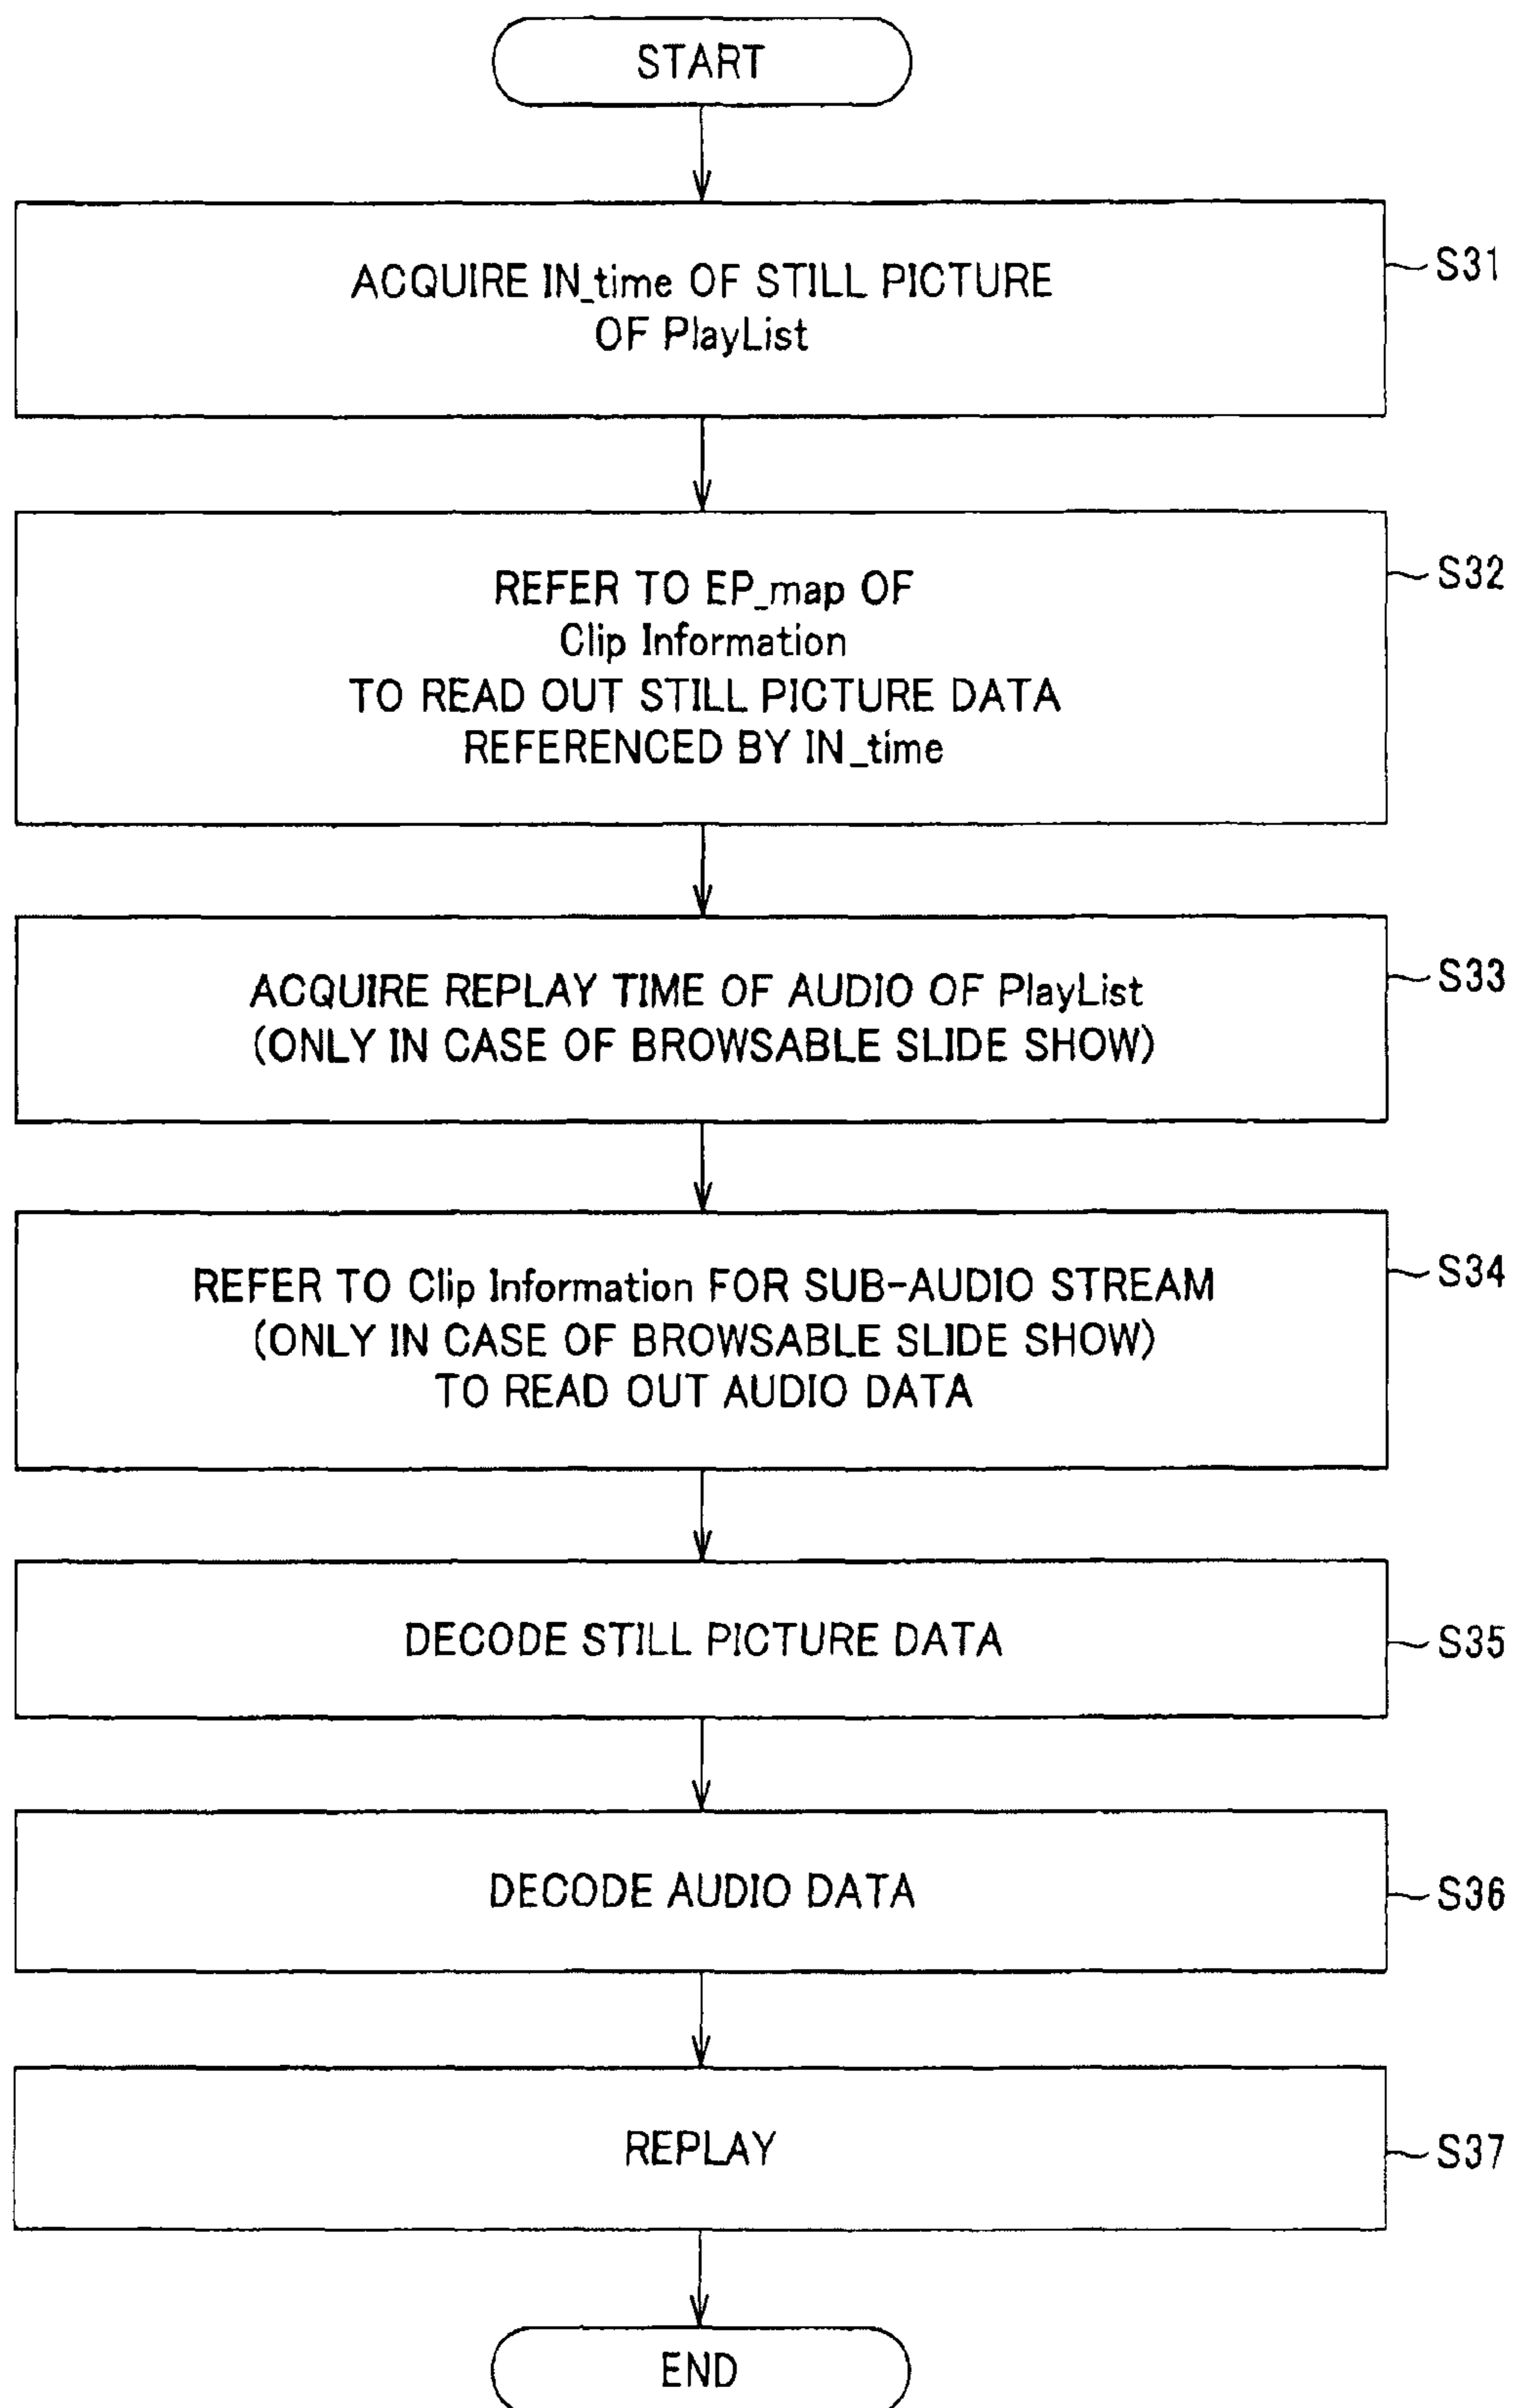 START
ACQUIRE IN_time OF STILL PICTURE
OF PlayList
S31
REFER TO EP_map OF
Clip Information
TO READ OUT STILL PICTURE DATA
REFERENCED BY IN_time
S32
ACQUIRE REPLAY TIME OF AUDIO OF PlayList
(ONLY IN CASE OF BROWSABLE SLIDE SHOW)
S33
REFER TO Clip Information FOR SUB-AUDIO STREAM
(ONLY IN CASE OF BROWSABLE SLIDE SHOW)
TO READ OUT AUDIO DATA
S34
DECODE STILL PICTURE DATA
S35
DECODE AUDIO DATA
S36
REPLAY
S37
END